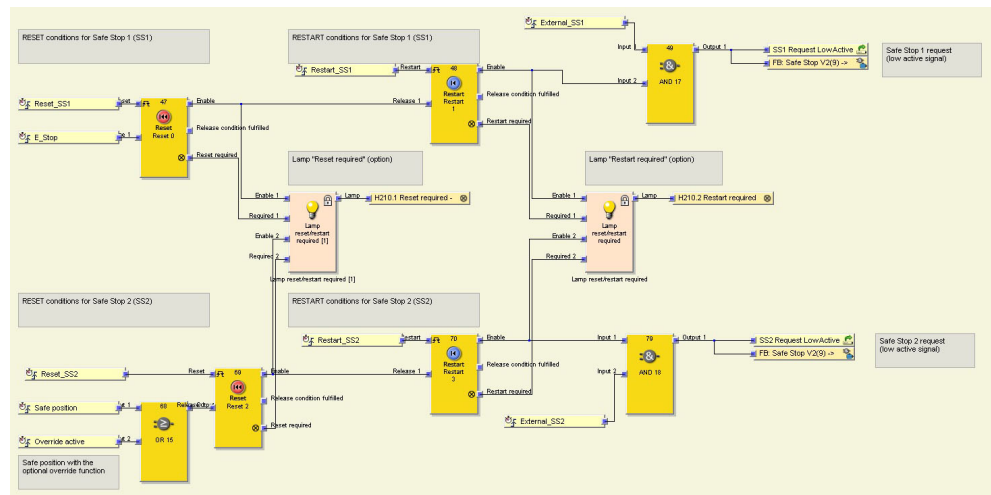 External_SS1
RESET conditions for Safe Stop 1 (SS1)
RESTART conditions for Safe Stop 1 (SS1)
Input 1
49
Output 1
SS1 Request LowActive
FB: Safe Stop V2(9) ->
Safe Stop 1 request
(low active signal)
Restart_SS1
Restart
48
Enable
Input 2
AND 17
Restart
Restart
1
Reset_SS1
47
Enable
Release 1
Release condition fulfilled
E_Stop
Reset
Reset 0
Release condition fulfilled
Restart required
Reset required
Lamp "Reset required" (option)
Lamp "Restart required" (option)
Enable 1
Lamp
H210.1 Reset required -
Enable 1
Lamp
H210.2 Restart required
Required 1
Lamp
reset/restart
required [1]
Required 1
Lamp
reset/restart
required
Enable 2
Enable 2
Required 2
Required 2
Lamp reset/restart required [1]
Lamp reset/restart required
RESET conditions for Safe Stop 2 (SS2)
RESTART conditions for Safe Stop 2 (SS2)
Restart_SS2
70
Enable
Input 1
79
Output 1
SS2 Request LowActive
FB: Safe Stop V2(9) ->
Safe Stop 2 request
(low active signal)
Restart
Restart
3
Release condition fulfilled
Reset_SS2
Reset
69
Enable
Release 1
Input 2
AND 18
Restart required
Reset
Reset 2
Release condition fulfilled
Safe position
68
External_SS2
Reset required
Override active
OR 15
Safe position with the
optional override function